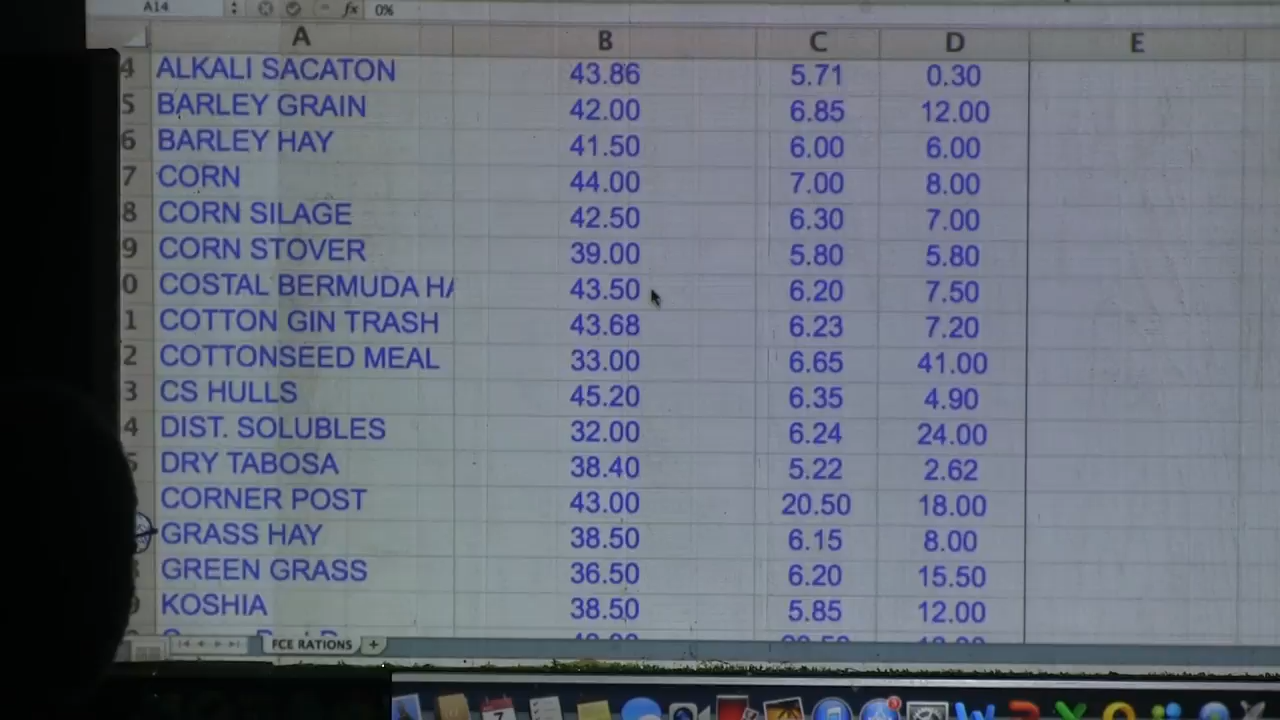 A14 fx 0%
A B C D E
4 ALKALI SACATON 43.86 5.71 0.30
5 BARLEY GRAIN 42.00 6.85 12.00
6 BARLEY HAY 41.50 6.00 6.00
7 CORN 44.00 7.00 8.00
8 CORN SILAGE 42.50 6.30 7.00
9 CORN STOVER 39.00 5.80 5.80
0 COSTAL BERMUDA HA 43.50 6.20 7.50
1 COTTON GIN TRASH 43.68 6.23 7.20
2 COTTONSEED MEAL 33.00 6.65 41.00
3 CS HULLS 45.20 6.35 4.90
4 DIST. SOLUBLES 32.00 6.24 24.00
5 DRY TABOSA 38.40 5.22 2.62
CORNER POST 43.00 20.50 18.00
GRASS HAY 38.50 6.15 8.00
GREEN GRASS 36.50 6.20 15.50
KOSHIA 38.50 5.85 12.00
FCE RATIONS +
7